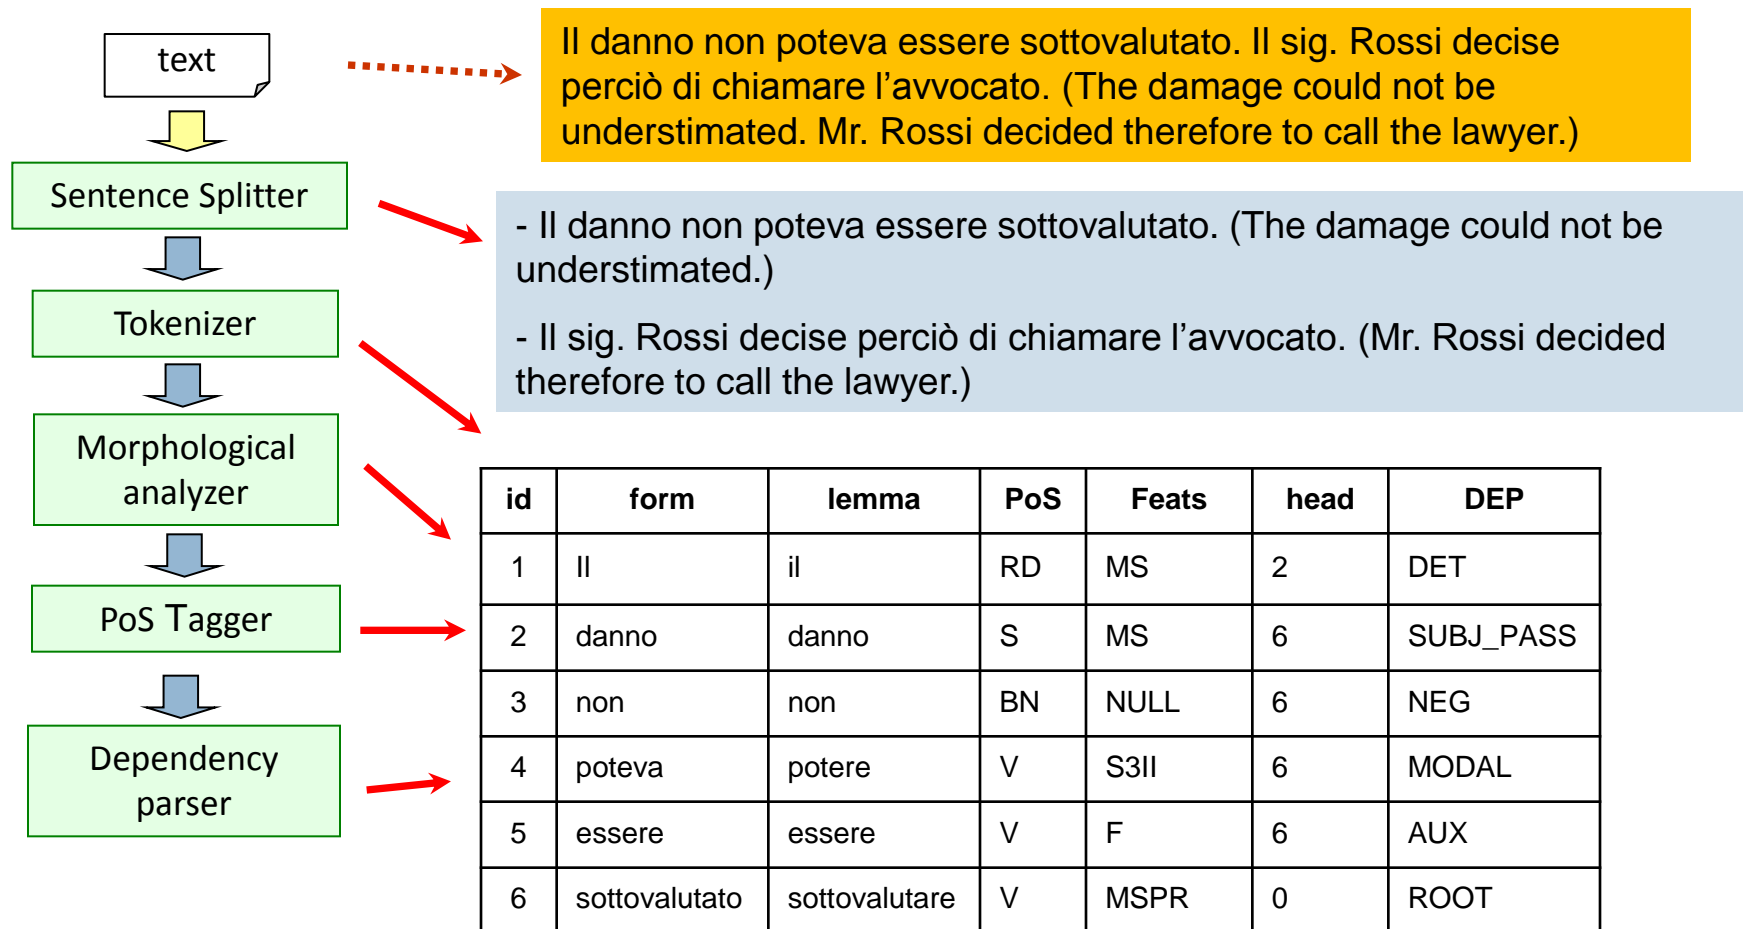 text
Il danno non poteva essere sottovalutato. Il sig. Rossi decise
perciò di chiamare l’avvocato. (The damage could not be
understimated. Mr. Rossi decided therefore to call the lawyer.)
Sentence Splitter
- Il danno non poteva essere sottovalutato. (The damage could not be
understimated.)
- Il sig. Rossi decise perciò di chiamare l’avvocato. (Mr. Rossi decided
therefore to call the lawyer.)
Tokenizer
Morphological
analyzer
PoS Tagger
Dependency
parser
id form lemma PoS Feats head DEP
1 Il il RD MS 2 DET
2 danno danno S MS 6 SUBJ_PASS
3 non non BN NULL 6 NEG
4 poteva potere V S3II 6 MODAL
5 essere essere V F 6 AUX
6 sottovalutato sottovalutare V MSPR 0 ROOT